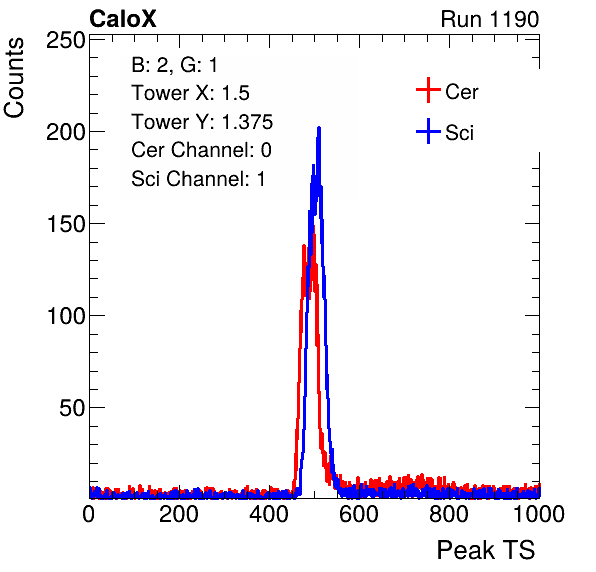 CaloX Run 1190
Counts
250
200
150
100
50
B: 2, G: 1
Tower X: 1.5
Tower Y: 1.375
Cer Channel: 0
Sci Channel: 1
Cer
Sci
0 200 400 600 800 1000
Peak TS